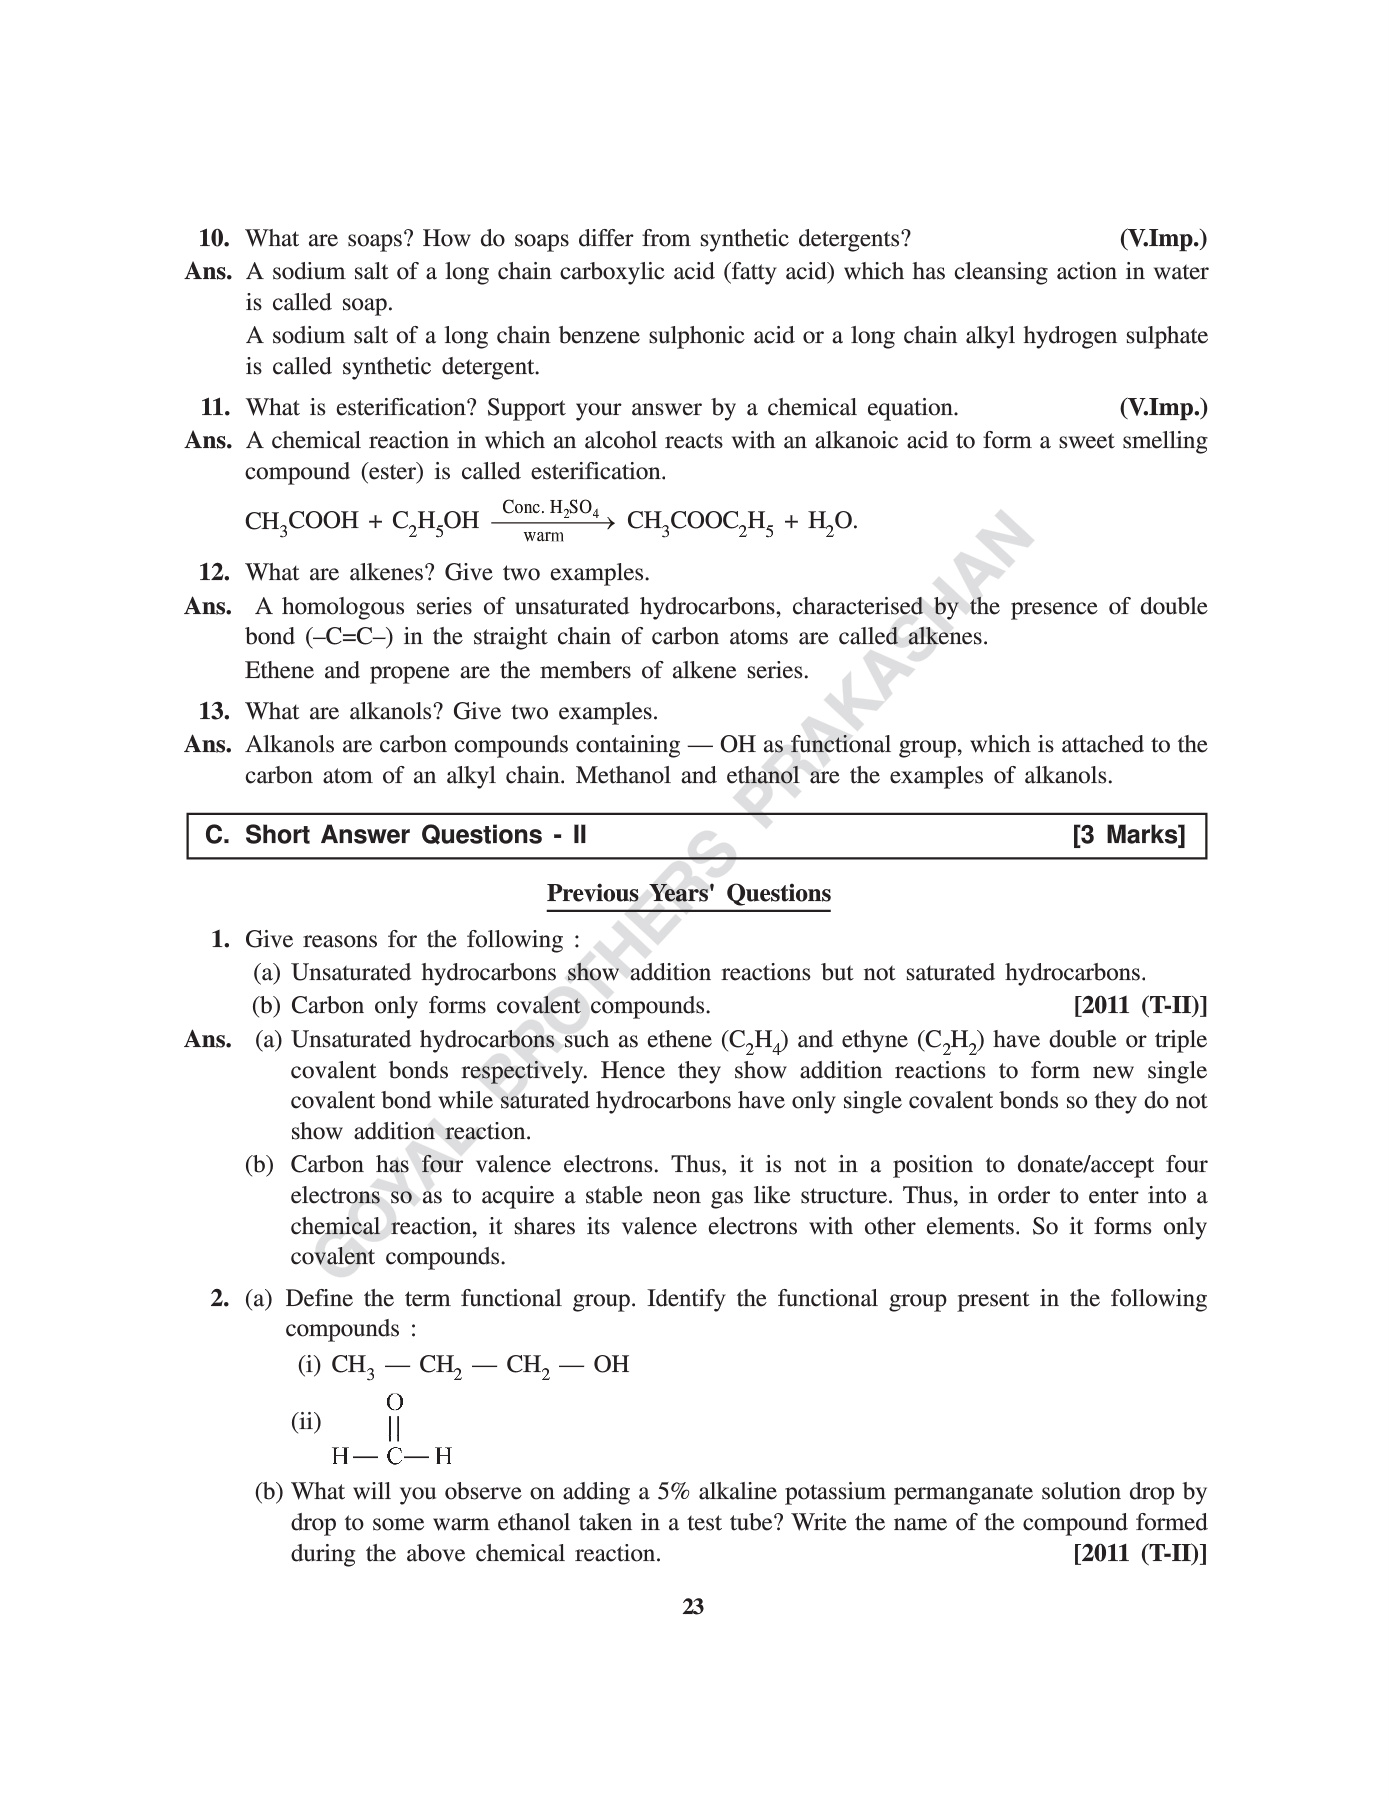 10. What are soaps? How do soaps differ from synthetic detergents? (V.Imp.)
Ans. A sodium salt of a long chain carboxylic acid (fatty acid) which has cleansing action in water
is called soap.
A sodium salt of a long chain benzene sulphonic acid or a long chain alkyl hydrogen sulphate
is called synthetic detergent.
11. What is esterification? Support your answer by a chemical equation. (V.Imp.)
Ans. A chemical reaction in which an alcohol reacts with an alkanoic acid to form a sweet smelling
compound (ester) is called esterification.
Conc. H₂SO₄
CH₃COOH + C₂H₅OH ⟶ CH₃COOC₂H₅ + H₂O.
warm
12. What are alkenes? Give two examples.
Ans. A homologous series of unsaturated hydrocarbons, characterised by the presence of double
bond (–C=C–) in the straight chain of carbon atoms are called alkenes.
Ethene and propene are the members of alkene series.
13. What are alkanols? Give two examples.
Ans. Alkanols are carbon compounds containing — OH as functional group, which is attached to the
carbon atom of an alkyl chain. Methanol and ethanol are the examples of alkanols.
C. Short Answer Questions - II [3 Marks]
Previous Years' Questions
1. Give reasons for the following :
(a) Unsaturated hydrocarbons show addition reactions but not saturated hydrocarbons.
(b) Carbon only forms covalent compounds. [2011 (T-II)]
Ans. (a) Unsaturated hydrocarbons such as ethene (C₂H₄) and ethyne (C₂H₂) have double or triple
covalent bonds respectively. Hence they show addition reactions to form new single
covalent bond while saturated hydrocarbons have only single covalent bonds so they do not
show addition reaction.
(b) Carbon has four valence electrons. Thus, it is not in a position to donate/accept four
electrons so as to acquire a stable neon gas like structure. Thus, in order to enter into a
chemical reaction, it shares its valence electrons with other elements. So it forms only
covalent compounds.
2. (a) Define the term functional group. Identify the functional group present in the following
compounds :
(i) CH₃ — CH₂ — CH₂ — OH
O
(ii) ||
H — C — H
(b) What will you observe on adding a 5% alkaline potassium permanganate solution drop by
drop to some warm ethanol taken in a test tube? Write the name of the compound formed
during the above chemical reaction. [2011 (T-II)]
23
GOYAL BROTHERS PRAKASHAN